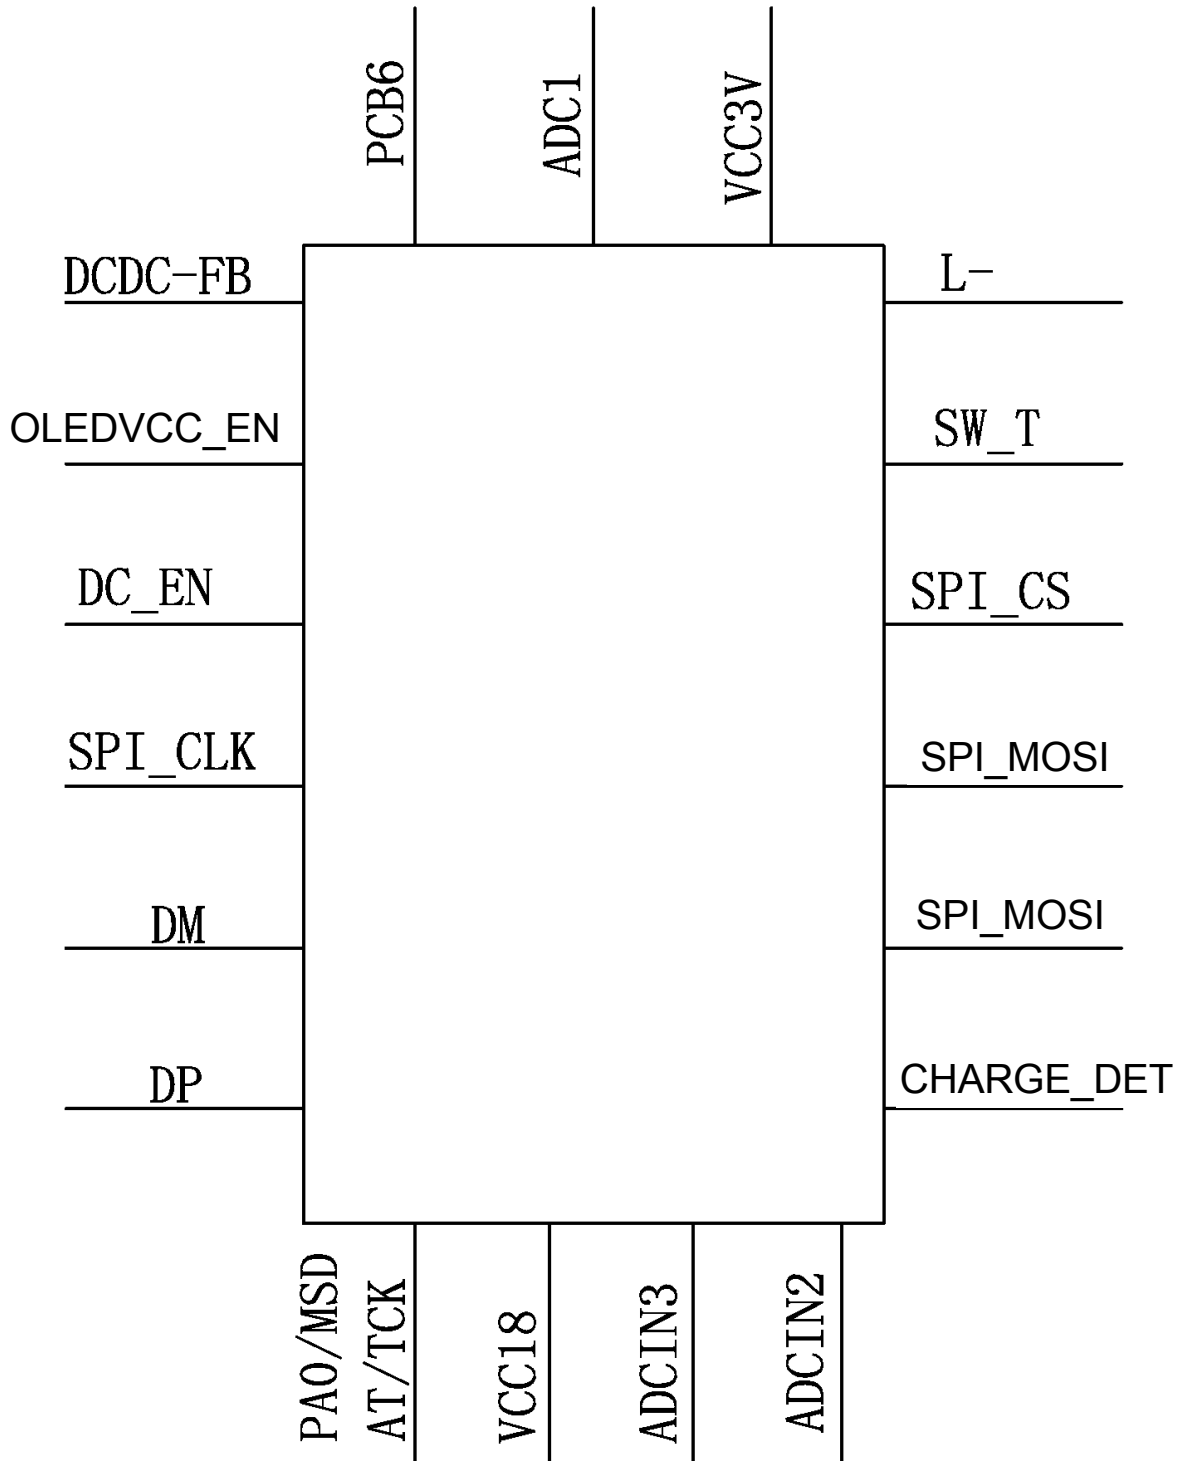 PCB6
ADC1
VCC3V
DCDC-FB
L-
OLEDVCC_EN
SW_T
DC_EN
SPI_CS
SPI_CLK
SPI_MOSI
DM
SPI_MOSI
DP
CHARGE_DET
PA0/MSD
AT/TCK
VCC18
ADCIN3
ADCIN2